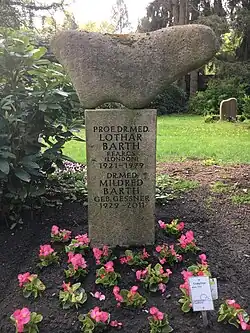 PROF. DR. MED.
LOTHAR
BARTH
(LONDON)
1921-1979
DR. MED.
MILDRED
BARTH
GEB. GESSNER
1929-2011